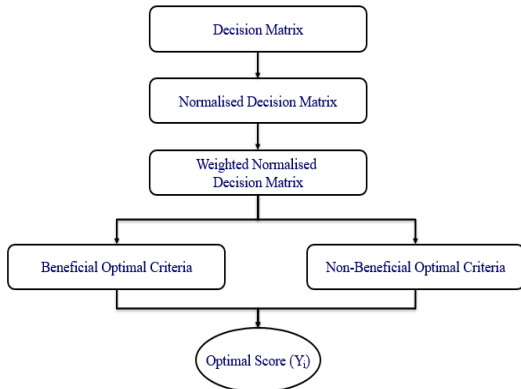 Decision Matrix
Normalised Decision Matrix
Weighted Normalised
Decision Matrix
Beneficial Optimal Criteria
Non-Beneficial Optimal Criteria
Optimal Score (Yi)